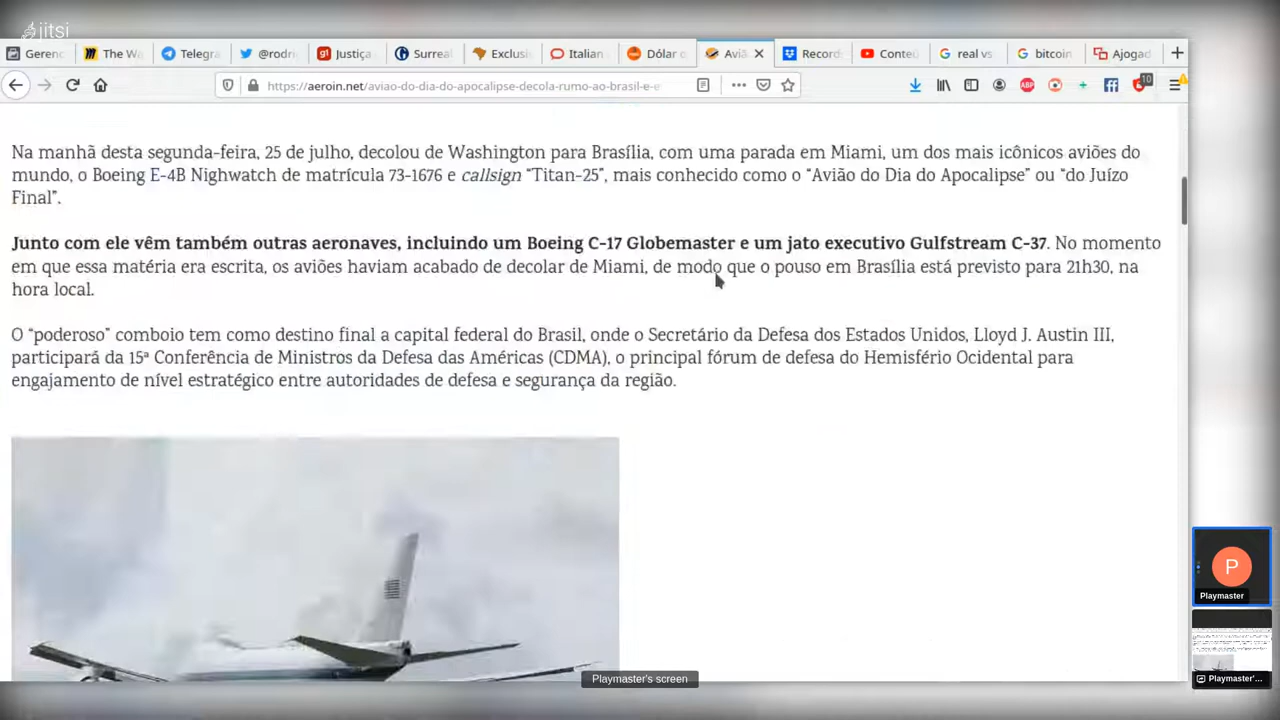 jitsi
Gerenc
The Wa
Telegra
@rodri
Justiça
Surreal
Exclusiv
Italian
Dólar o
Avia
Record
Conteú
real vs
bitcoin
Ajogad
https://aeroin.net/aviao-do-dia-do-apocalipse-decola-rumo-ao-brasil-e-e
ABP
10
Na manhã desta segunda-feira, 25 de julho, decolou de Washington para Brasília, com uma parada em Miami, um dos mais icônicos aviões do
mundo, o Boeing E-4B Nighwatch de matrícula 73-1676 e callsign “Titan-25”, mais conhecido como o “Avião do Dia do Apocalipse” ou “do Juízo
Final”.
Junto com ele vêm também outras aeronaves, incluindo um Boeing C-17 Globemaster e um jato executivo Gulfstream C-37. No momento
em que essa matéria era escrita, os aviões haviam acabado de decolar de Miami, de modo que o pouso em Brasília está previsto para 21h30, na
hora local.
O “poderoso” comboio tem como destino final a capital federal do Brasil, onde o Secretário da Defesa dos Estados Unidos, Lloyd J. Austin III,
participará da 15ª Conferência de Ministros da Defesa das Américas (CDMA), o principal fórum de defesa do Hemisfério Ocidental para
engajamento de nível estratégico entre autoridades de defesa e segurança da região.
P
Playmaster
Playmaster's screen
Playmaster'...